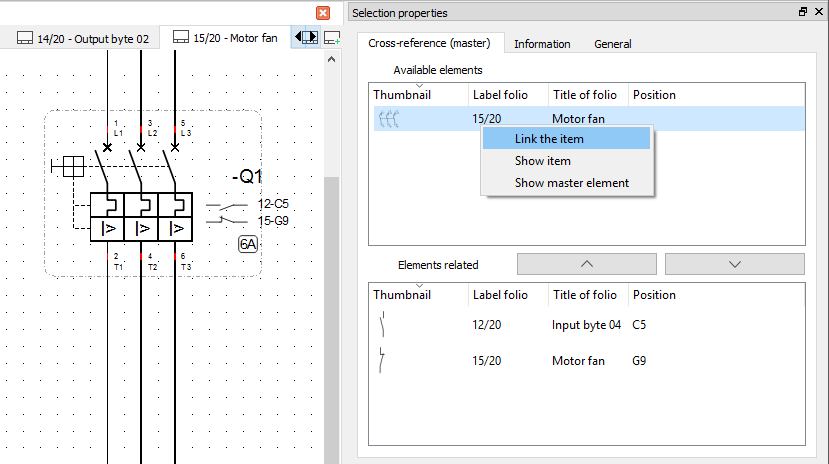 Selection properties
14/20 - Output byte 02
15/20 - Motor fan
Cross-reference (master)
Information
General
Available elements
Thumbnail Label folio Title of folio Position
15/20 Motor fan
Link the item
Show item
Show master element
Elements related
Thumbnail Label folio Title of folio Position
12/20 Input byte 04 C5
15/20 Motor fan G9
1 3 5
L1 L2 L3
-Q1
12-C5
15-G9
I> I> I>
6A
2 4 6
T1 T2 T3